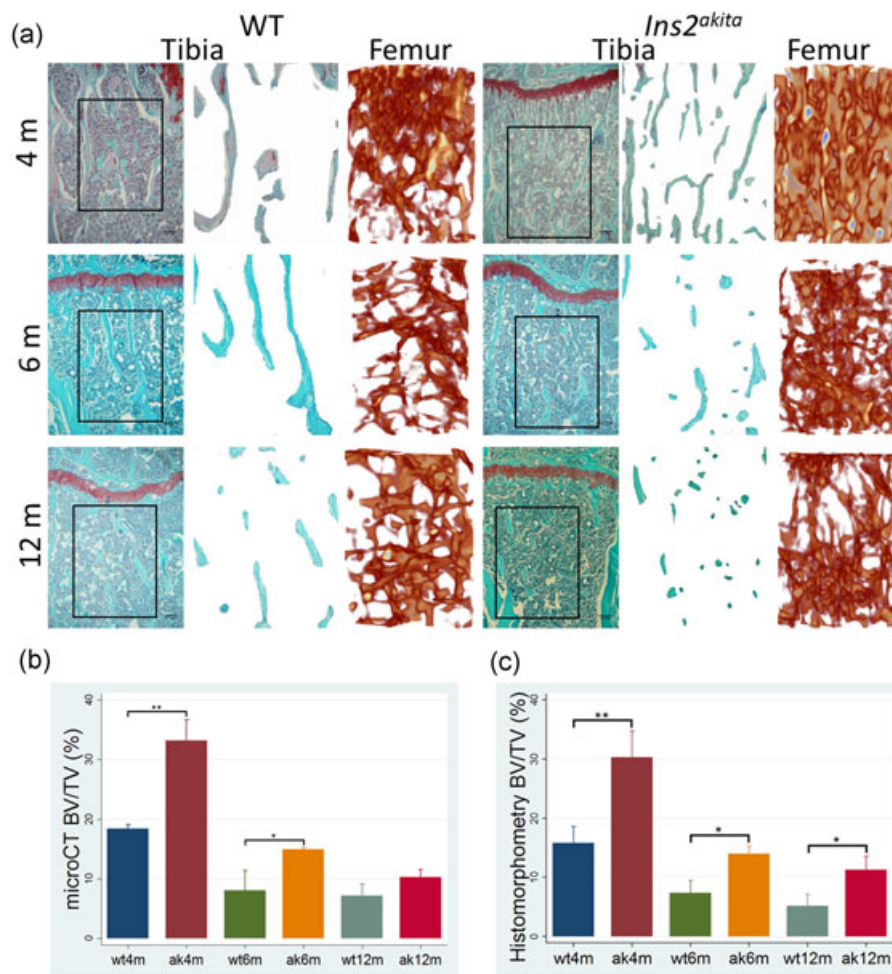 (a)
WT
Ins2akita
Tibia
Femur
Tibia
Femur
4 m
6 m
12 m
(b)
microCT BV/TV (%)
0
10
20
30
40
**
*
wt4m
ak4m
wt6m
ak6m
wt12m
ak12m
(c)
Histomorphometry BV/TV (%)
0
10
20
30
40
**
*
*
wt4m
ak4m
wt6m
ak6m
wt12m
ak12m